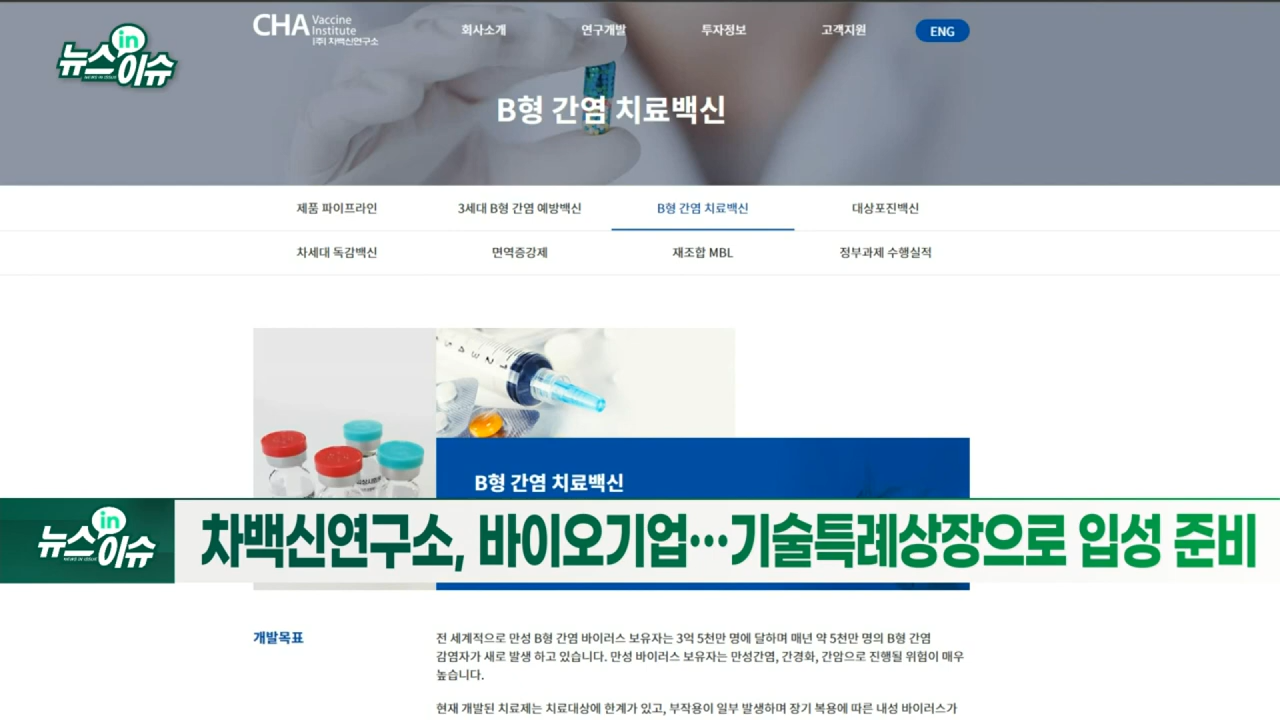 CHA Vaccine Institute
(주) 차백신연구소
회사소개 연구개발 투자정보 고객지원 ENG
뉴스in이슈
NEWS IN ISSUE
B형 간염 치료백신
제품 파이프라인 3세대 B형 간염 예방백신 B형 간염 치료백신 대상포진백신
차세대 독감백신 면역증강제 재조합 MBL 정부과제 수행실적
B형 간염 치료백신
뉴스in이슈
NEWS IN ISSUE
차백신연구소, 바이오기업…기술특례상장으로 입성 준비
개발목표
전 세계적으로 만성 B형 간염 바이러스 보유자는 3억 5천만 명에 달하며 매년 약 5천만 명의 B형 간염
감염자가 새로 발생 하고 있습니다. 만성 바이러스 보유자는 만성간염, 간경화, 간암으로 진행될 위험이 매우
높습니다.
현재 개발된 치료제는 치료대상에 한계가 있고, 부작용이 일부 발생하며 장기 복용에 따른 내성 바이러스가